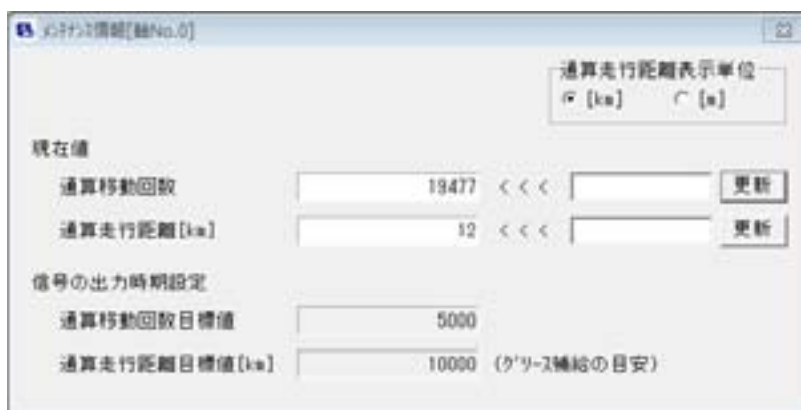 メンテナンス情報[軸No.0]
通算走行距離表示単位
[km] [m]
現在値
通算移動回数 19477 <<< 更新
通算走行距離[km] 12 <<< 更新
信号の出力時期設定
通算移動回数目標値 5000
通算走行距離目標値[km] 10000 (グリース補給の目安)